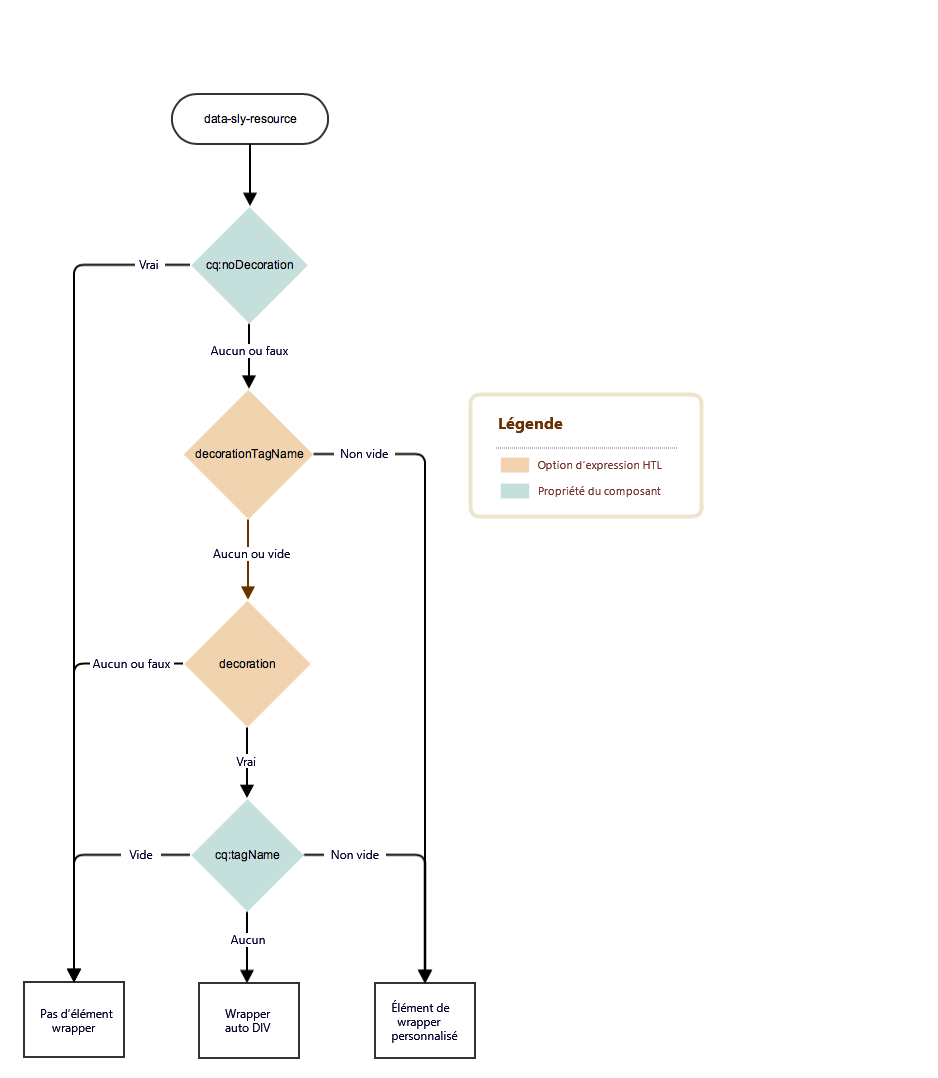 data-sly-resource
cq:noDecoration
Vrai
Aucun ou faux
decorationTagName
Non vide
Légende
Option d'expression HTL
Propriété du composant
Aucun ou vide
decoration
Aucun ou faux
Vrai
Vide
cq:tagName
Non vide
Aucun
Pas d'élément
wrapper
Wrapper
auto DIV
Élément de
wrapper
personnalisé